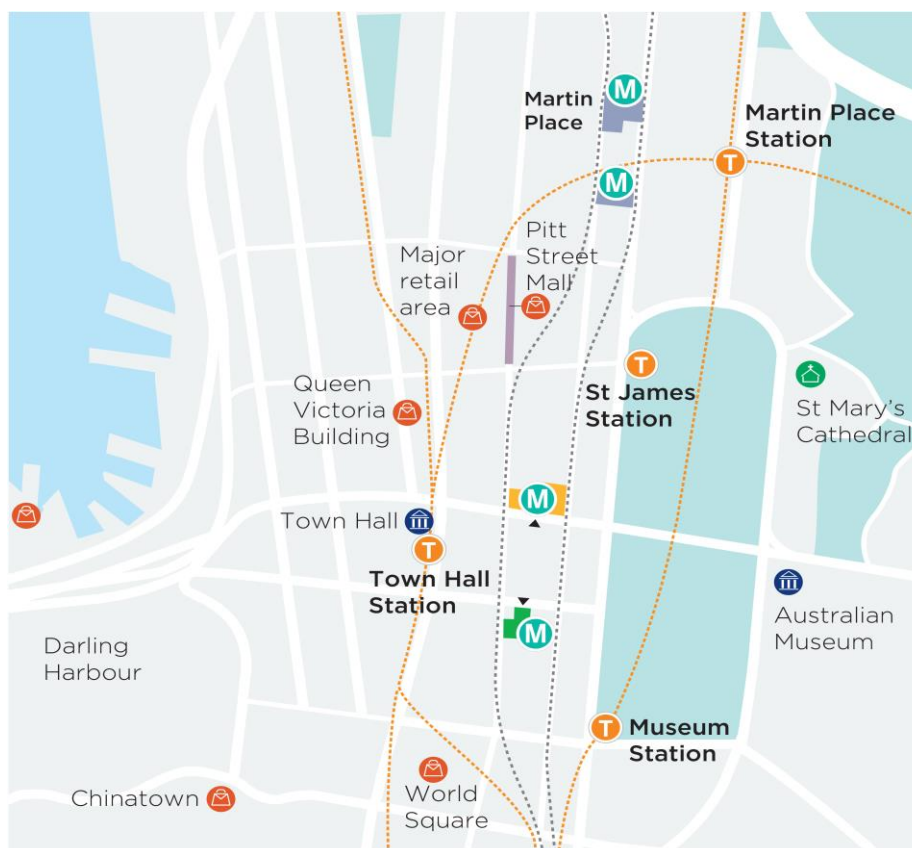 M
Martin
Place
Martin Place
Station
T
M
Pitt
Street
Mall
Major
retail
area
T
St James
Station
Queen
Victoria
Building
St Mary's
Cathedral
M
Town Hall
T
Town Hall
Station
M
Australian
Museum
Darling
Harbour
T
Museum
Station
Chinatown
World
Square